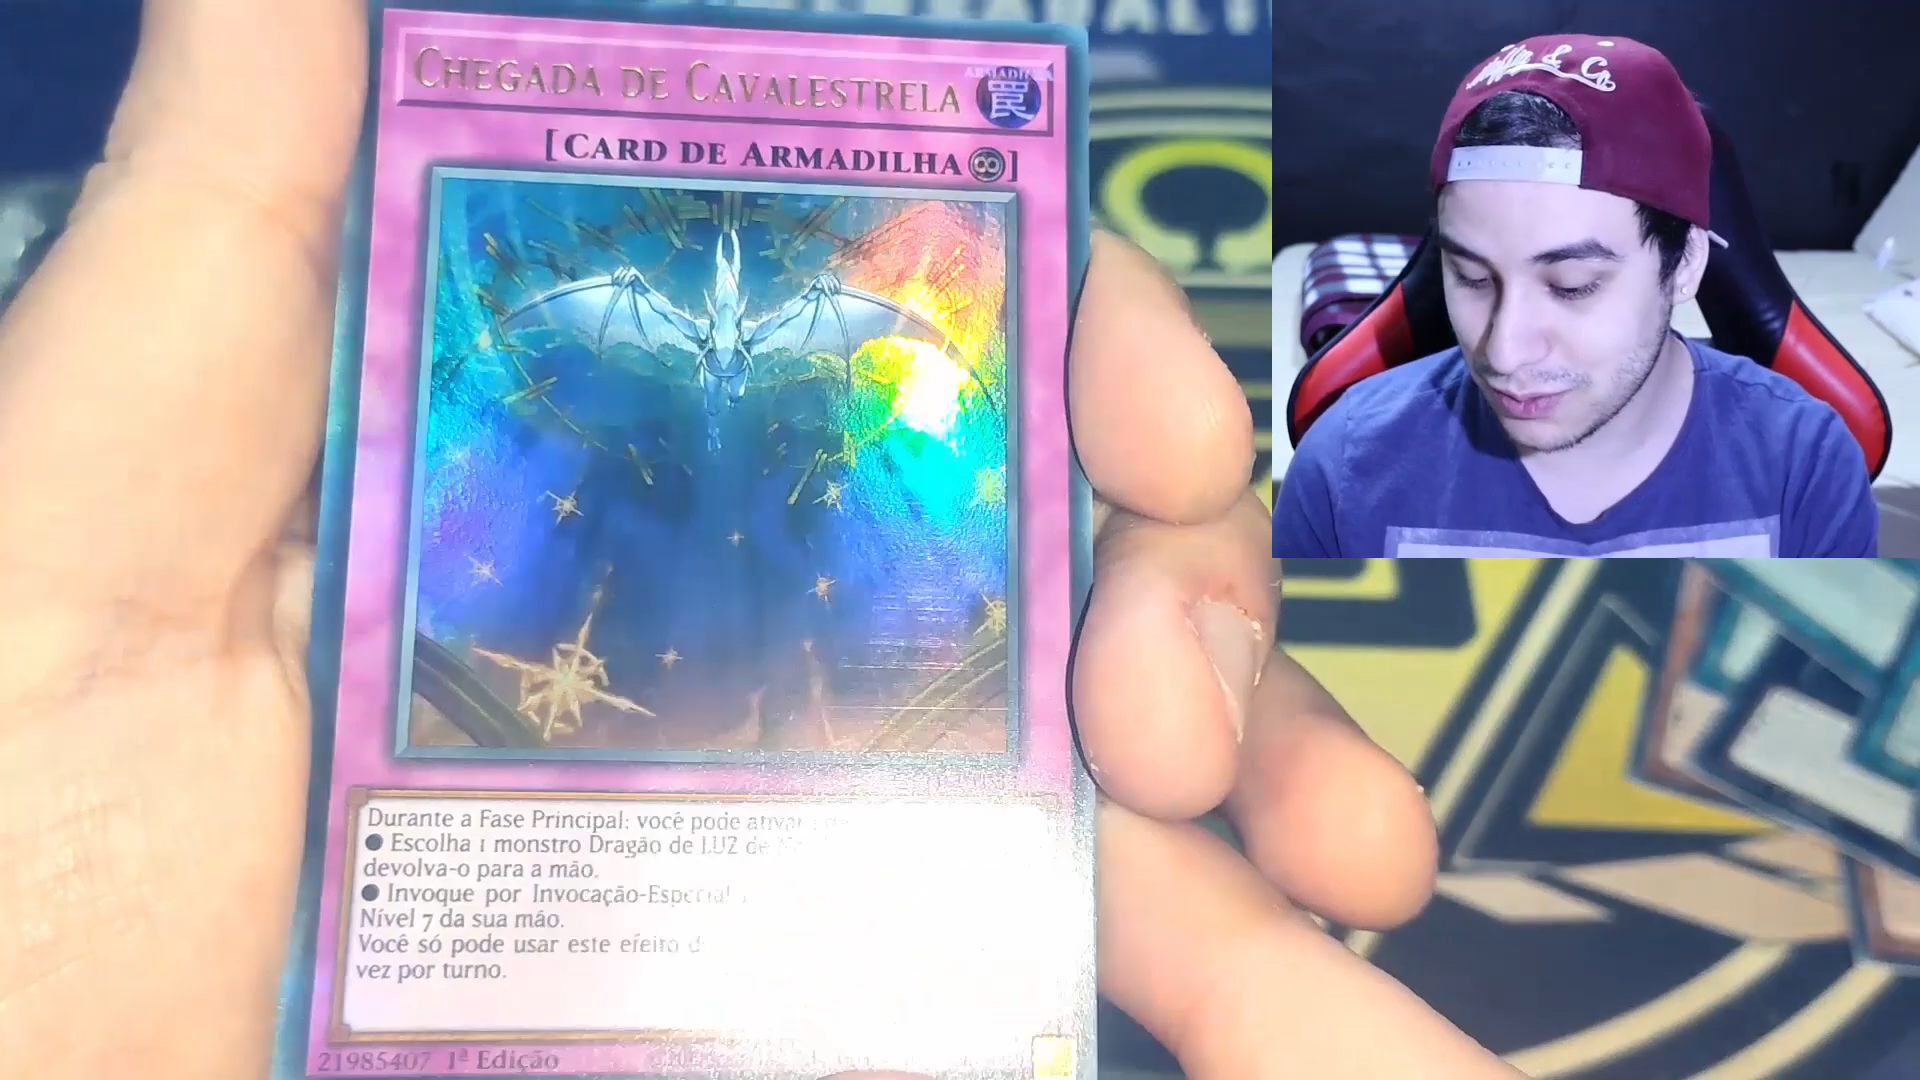 CHEGADA DE CAVALESTRELA
ARMADILHA
罠
[CARD DE ARMADILHA]
Durante a Fase Principal: você pode ativar
● Escolha 1 monstro Dragão de LUZ de
devolva-o para a mão.
● Invoque por Invocação-Especial
Nível 7 da sua mão.
Você só pode usar este efeito
vez por turno.
21985407 1ª Edição
& Co.